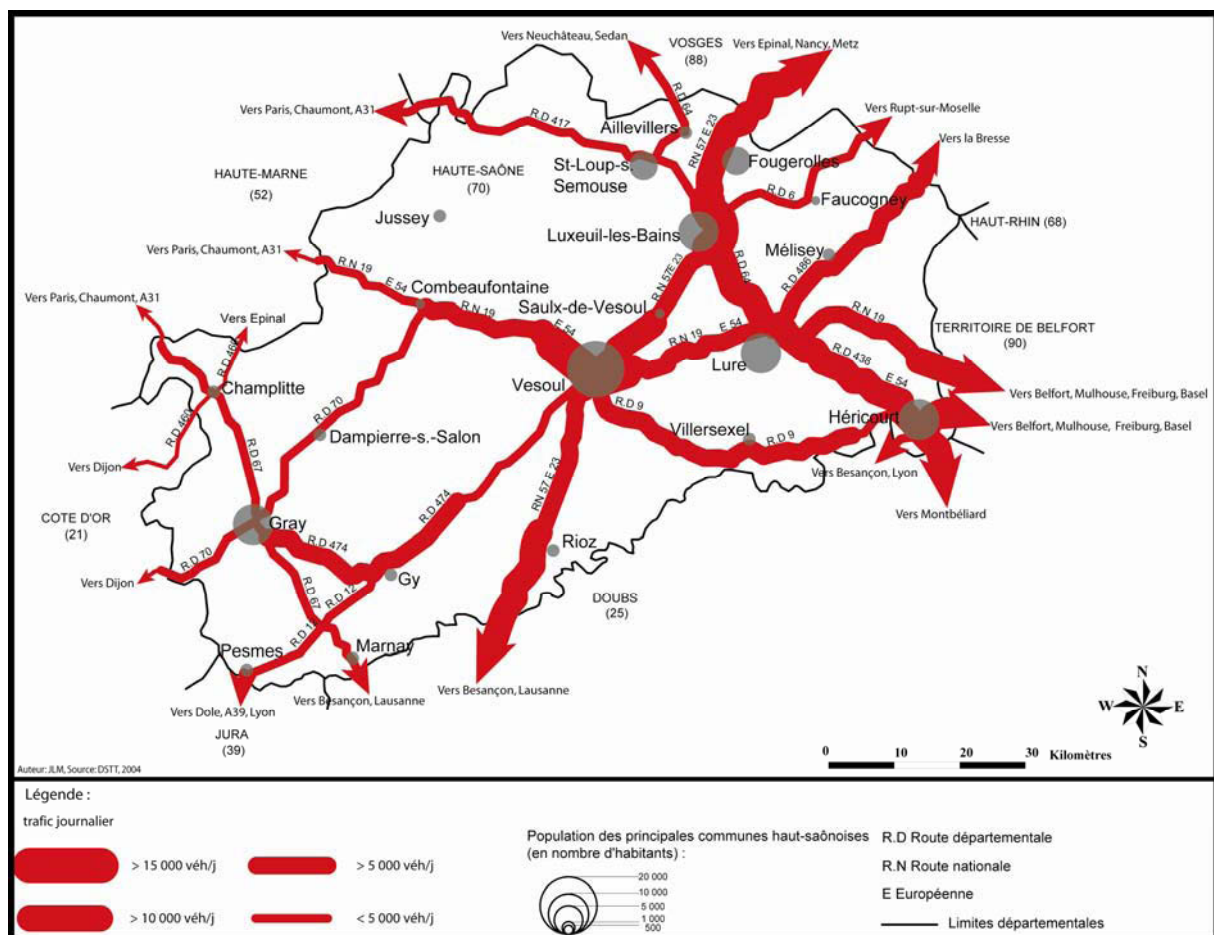 Vers Neuchâteau, Sedan
VOSGES
(88)
Vers Epinal, Nancy, Metz
Vers Paris, Chaumont, A31
R.D 417
R.D 64
Aillevillers
RN 57 E 23
Vers Rupt-sur-Moselle
Vers la Bresse
HAUTE-MARNE
(52)
HAUTE-SAÔNE
(70)
St-Loup-s.
Semouse
Fougerolles
R.D 6
Faucogney
Jussey
HAUT-RHIN (68)
Luxeuil-les-Bains
Mélisey
Vers Paris, Chaumont, A31
R.N 19
E 54
R.N 57E 23
R.D 64
R.D 486
Combeaufontaine
Vers Paris, Chaumont, A31
Vers Epinal
R.N 19
Saulx-de-Vesoul
R.N 19
TERRITOIRE DE BELFORT
(90)
E 54
R.N 19
E 54
R.D 438
E 54
R.D 460
Champlitte
Vesoul
Lure
Vers Belfort, Mulhouse, Freiburg, Basel
R.D 70
R.D 9
Héricourt
Vers Belfort, Mulhouse, Freiburg, Basel
R.D 460
Dampierre-s.-Salon
Villersexel
R.D 9
Vers Dijon
R.D 67
RN 57 E 23
Vers Besançon, Lyon
COTE D'OR
(21)
Gray
R.D 474
Vers Montbéliard
R.D 474
Rioz
R.D 70
Gy
Vers Dijon
R.D 67
R.D 12
DOUBS
(25)
R.D 12
Pesmes
Marnay
Vers Besançon, Lausanne
Vers Besançon, Lausanne
Vers Dole, A39, Lyon
JURA
(39)
N
W
E
S
0 10 20 30 Kilomètres
Auteur: JLM, Source: DSTT, 2004
Légende :
trafic journalier
> 15 000 véh/j
> 5 000 véh/j
> 10 000 véh/j
< 5 000 véh/j
Population des principales communes haut-saônoises
(en nombre d'habitants) :
20 000
10 000
5 000
1 000
500
R.D Route départementale
R.N Route nationale
E Européenne
Limites départementales